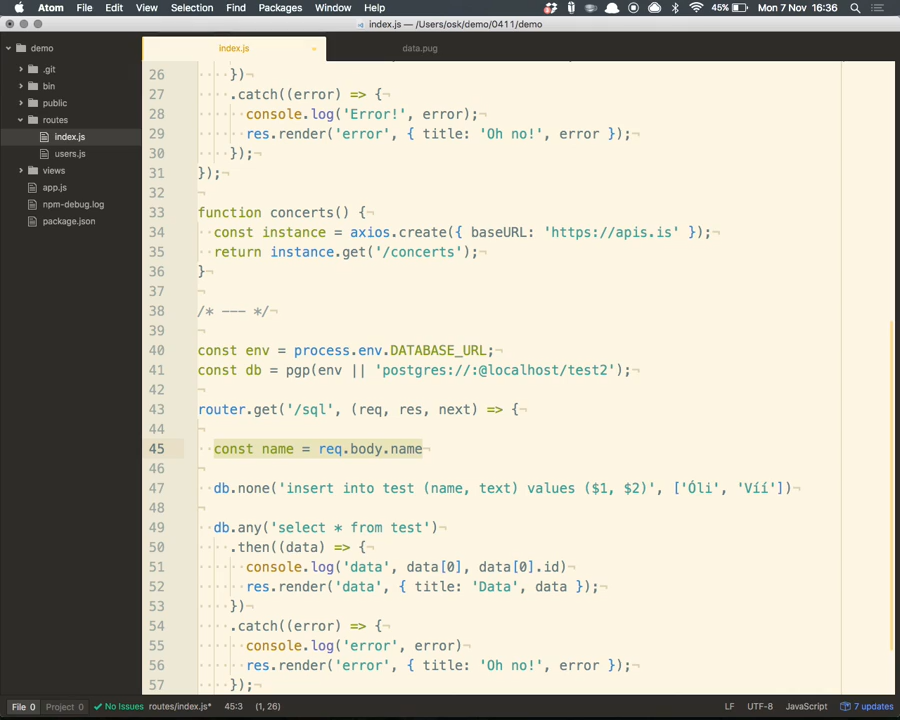 Atom File Edit View Selection Find Packages Window Help 45% Mon 7 Nov 16:36
index.js — /Users/osk/demo/0411/demo
demo
.git
bin
public
routes
index.js
users.js
views
app.js
npm-debug.log
package.json
index.js data.pug
26 })
27 .catch((error) => {
28 console.log('Error!', error);
29 res.render('error', { title: 'Oh no!', error });
30 });
31 });
32
33 function concerts() {
34 const instance = axios.create({ baseURL: 'https://apis.is' });
35 return instance.get('/concerts');
36 }
37
38 /* --- */
39
40 const env = process.env.DATABASE_URL;
41 const db = pgp(env || 'postgres://:@localhost/test2');
42
43 router.get('/sql', (req, res, next) => {
44
45 const name = req.body.name
46
47 db.none('insert into test (name, text) values ($1, $2)', ['Óli', 'Víí'])
48
49 db.any('select * from test')
50 .then((data) => {
51 console.log('data', data[0], data[0].id)
52 res.render('data', { title: 'Data', data });
53 })
54 .catch((error) => {
55 console.log('error', error)
56 res.render('error', { title: 'Oh no!', error });
57 });
File 0 Project 0 No Issues routes/index.js* 45:3 (1, 26) LF UTF-8 JavaScript 7 updates